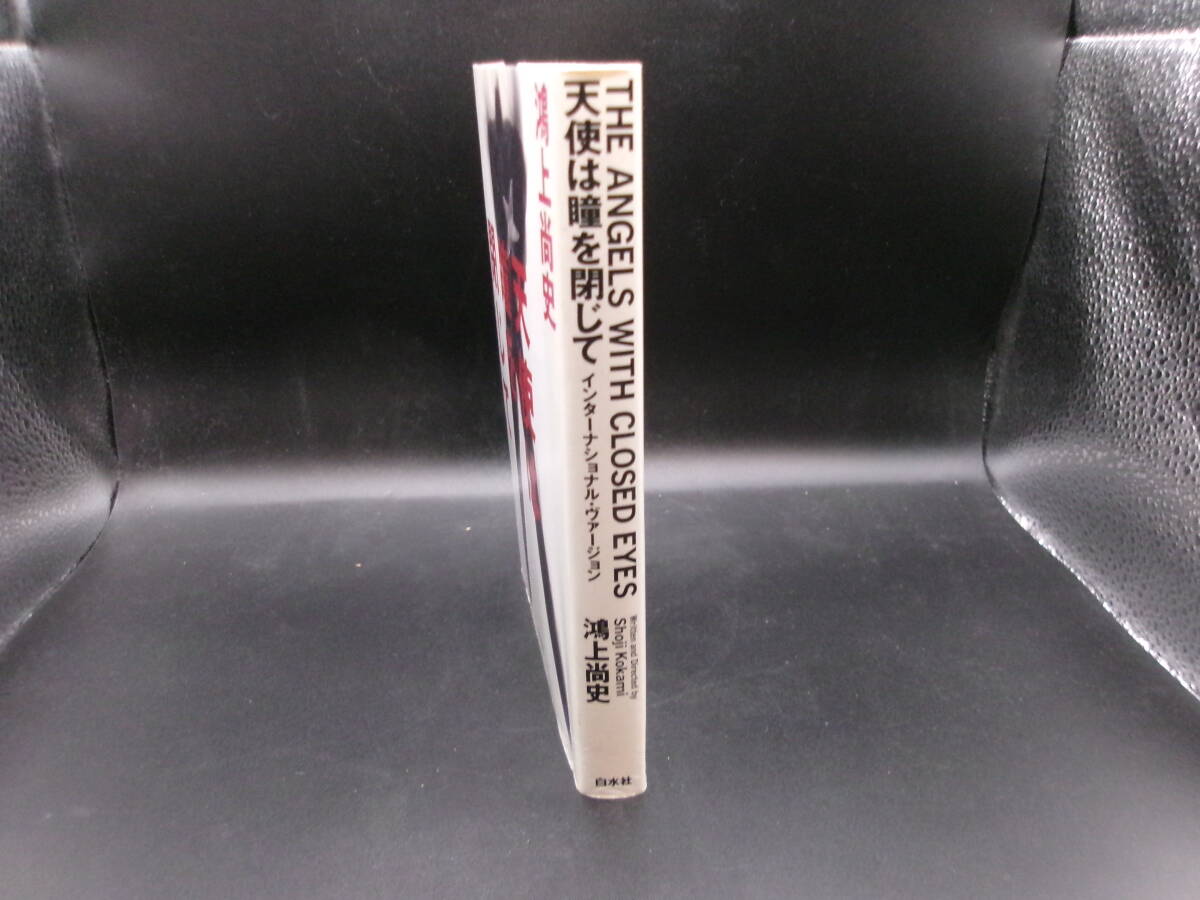 THE ANGELS WITH CLOSED EYES
天使は瞳を閉じて
インターナショナル・ヴァージョン
Written and Directed by
Shoji Kokami
鴻上尚史
白水社
鴻上尚史